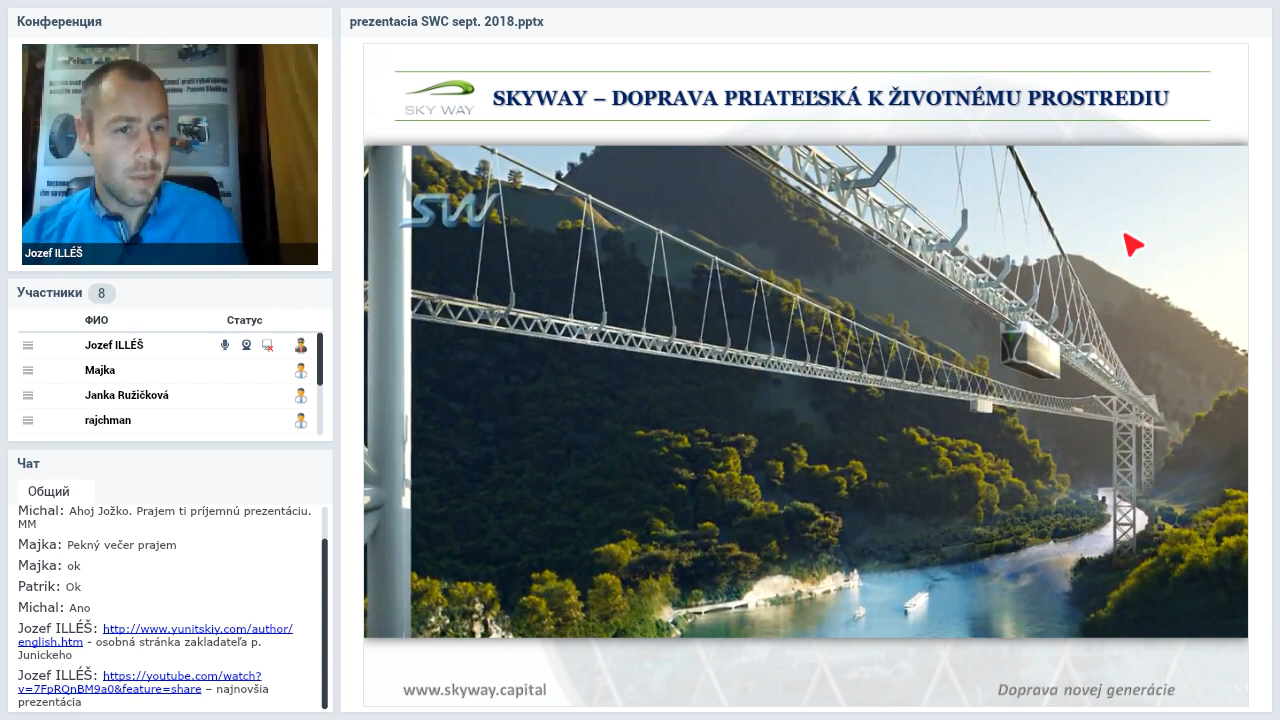 Конференция
Jozef ILLÉŠ
Участники 8
ФИО Статус
Jozef ILLÉŠ
Majka
Janka Ružičková
rajchman
Чат
Общий
Michal: Ahoj Jožko. Prajem ti príjemnú prezentáciu.
MM
Majka: Pekný večer prajem
Majka: ok
Patrik: Ok
Michal: Ano
Jozef ILLÉŠ: http://www.yunitskiy.com/author/
english.htm - osobná stránka zakladateľa p.
Junickeho
Jozef ILLÉŠ: https://youtube.com/watch?
v=7FpRQnBM9a0&feature=share – najnovšia
prezentácia
prezentacia SWC sept. 2018.pptx
SKY WAY
SKYWAY – DOPRAVA PRIATEĽSKÁ K ŽIVOTNÉMU PROSTREDIU
SW
www.skyway.capital
Doprava novej generácie